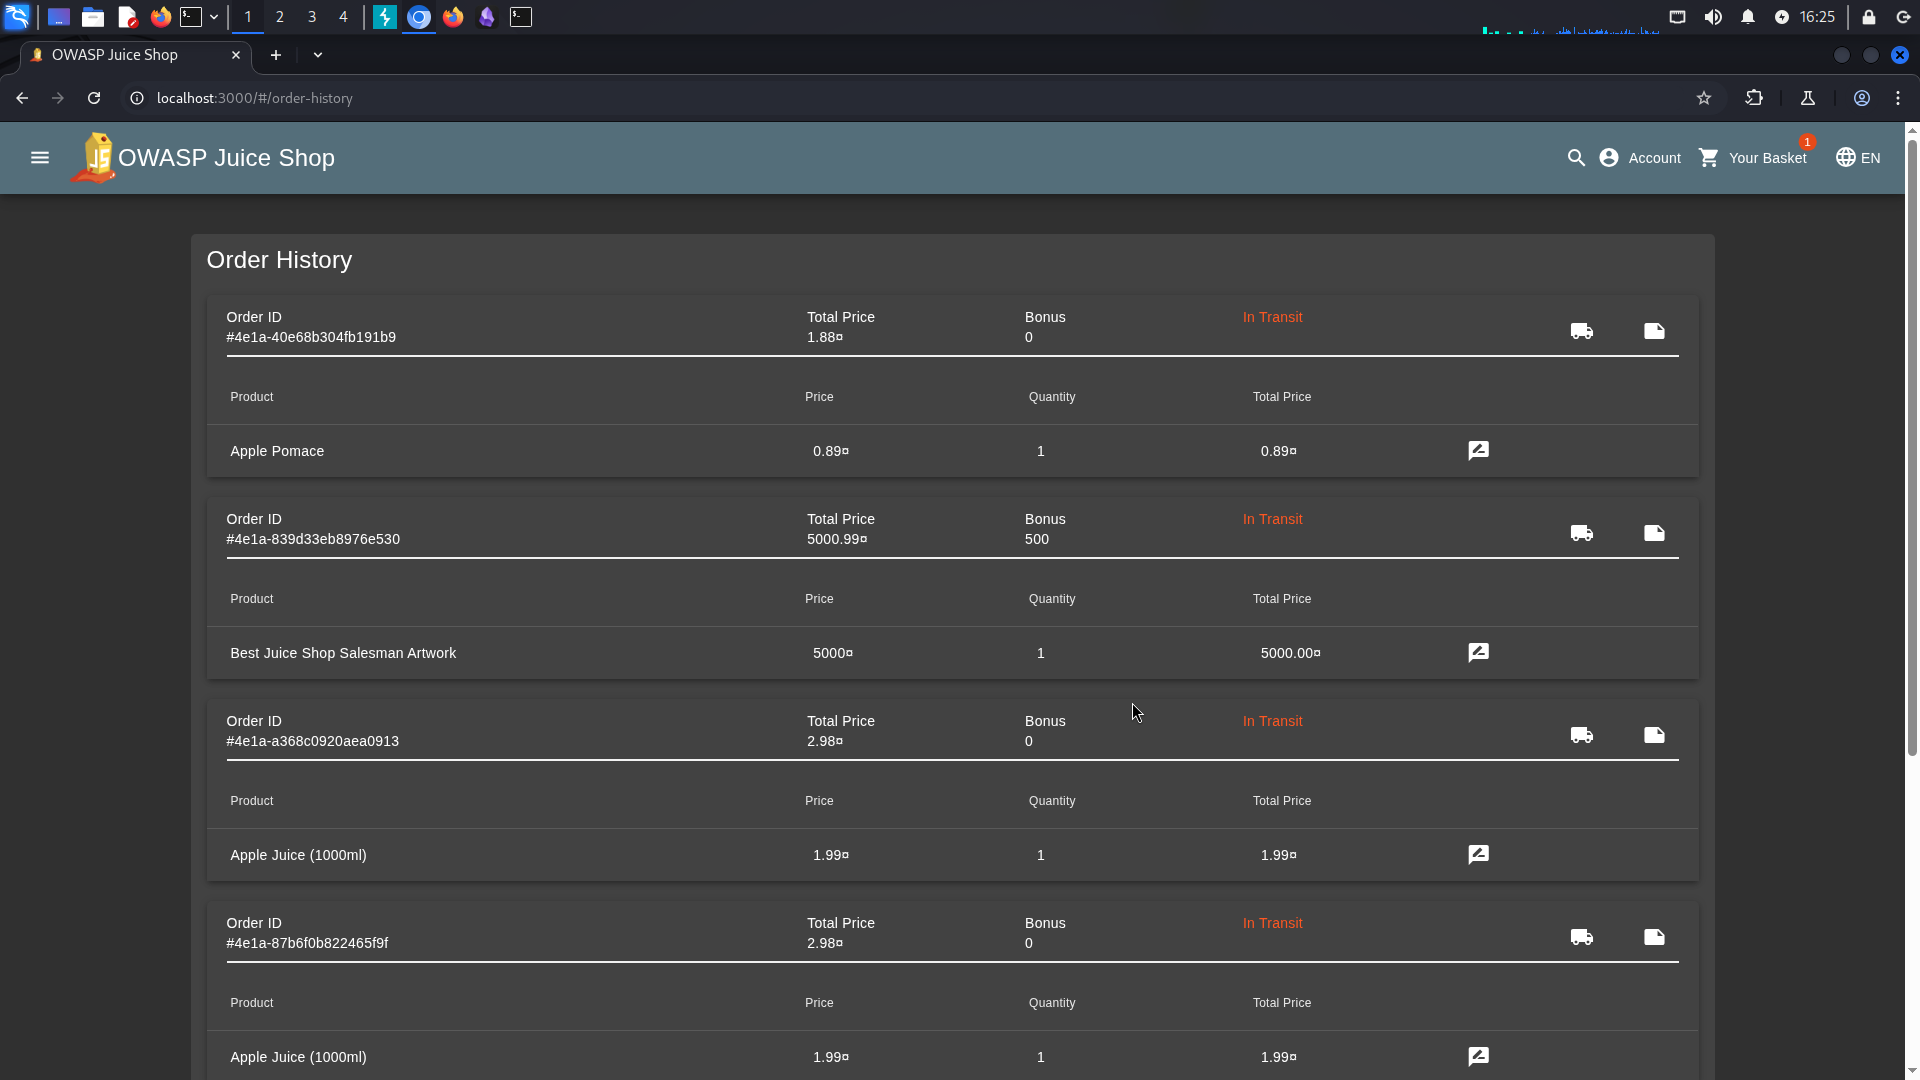 1 2 3 4 16:25
OWASP Juice Shop
localhost:3000/#/order-history
OWASP Juice Shop Account Your Basket 1 EN
Order History
Order ID Total Price Bonus In Transit
#4e1a-40e68b304fb191b9 1.88¤ 0
Product Price Quantity Total Price
Apple Pomace 0.89¤ 1 0.89¤
Order ID Total Price Bonus In Transit
#4e1a-839d33eb8976e530 5000.99¤ 500
Product Price Quantity Total Price
Best Juice Shop Salesman Artwork 5000¤ 1 5000.00¤
Order ID Total Price Bonus In Transit
#4e1a-a368c0920aea0913 2.98¤ 0
Product Price Quantity Total Price
Apple Juice (1000ml) 1.99¤ 1 1.99¤
Order ID Total Price Bonus In Transit
#4e1a-87b6f0b822465f9f 2.98¤ 0
Product Price Quantity Total Price
Apple Juice (1000ml) 1.99¤ 1 1.99¤